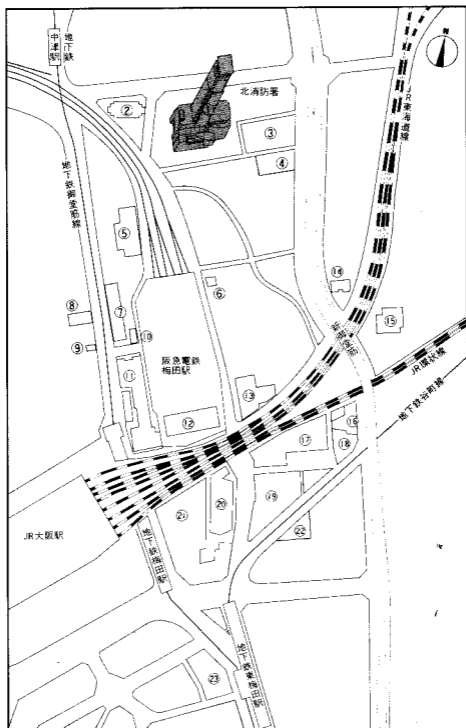 N
地下鉄
中津駅
北消防署
JR東海道線
②
③
④
地下鉄御堂筋線
⑤
⑥
⑦
⑧
⑨
⑩
阪急電鉄
梅田駅
⑪
⑫
⑬
⑭
⑮
JR環状線
地下鉄谷町線
⑯
⑰
⑱
⑲
⑳
㉑
㉒
JR大阪駅
地下鉄梅田駅
地下鉄東梅田駅
㉓